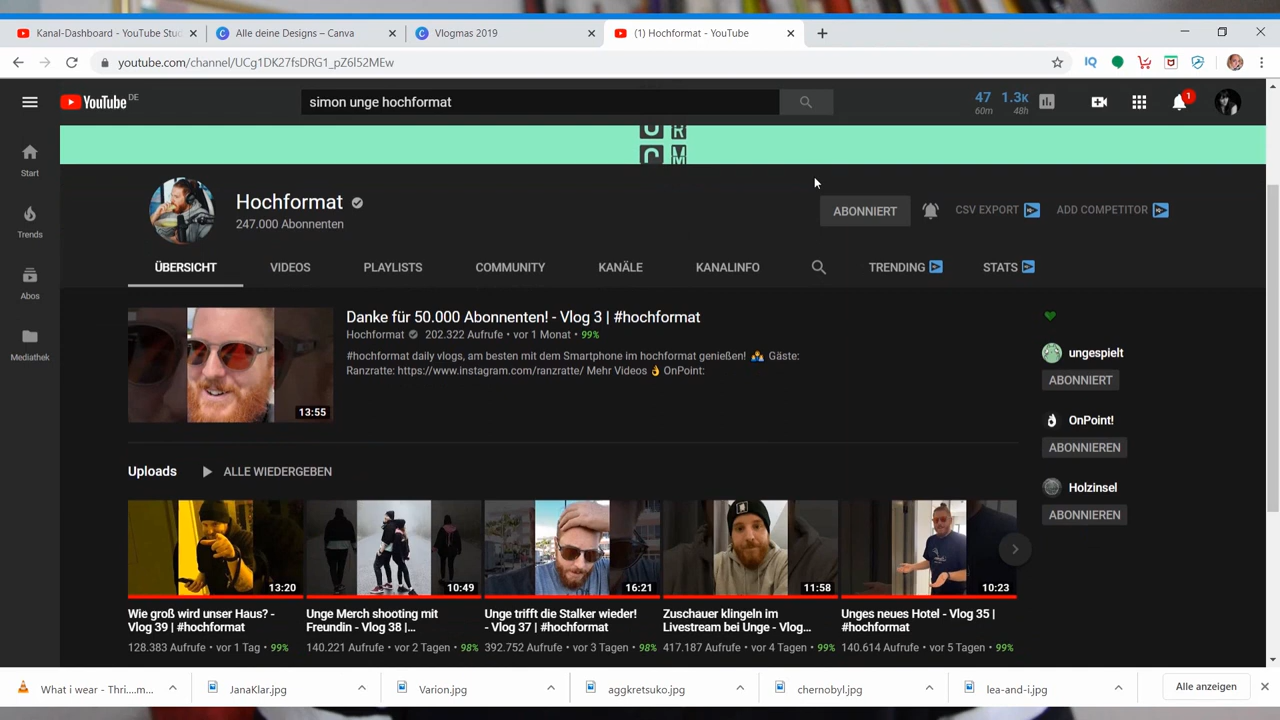 Kanal-Dashboard - YouTube Stu
Alle deine Designs – Canva
Vlogmas 2019
(1) Hochformat - YouTube
youtube.com/channel/UCg1DK27fsDRG1_pZ6l52MEw
IQ
YouTube DE
simon unge hochformat
47 1.3K
60m 48h
1
O R
C M
Start
Trends
Abos
Mediathek
Hochformat
247.000 Abonnenten
ABONNIERT
CSV EXPORT
ADD COMPETITOR
ÜBERSICHT VIDEOS PLAYLISTS COMMUNITY KANÄLE KANALINFO TRENDING STATS
13:55
Danke für 50.000 Abonnenten! - Vlog 3 | #hochformat
Hochformat 202.322 Aufrufe • vor 1 Monat • 99%
#hochformat daily vlogs, am besten mit dem Smartphone im hochformat genießen! Gäste:
Ranzratte: https://www.instagram.com/ranzratte/ Mehr Videos OnPoint:
ungespielt
ABONNIERT
OnPoint!
ABONNIEREN
Holzinsel
ABONNIEREN
Uploads ALLE WIEDERGEBEN
13:20
Wie groß wird unser Haus? -
Vlog 39 | #hochformat
128.383 Aufrufe • vor 1 Tag • 99%
10:49
Unge Merch shooting mit
Freundin - Vlog 38 |...
140.221 Aufrufe • vor 2 Tagen • 98%
16:21
Unge trifft die Stalker wieder!
- Vlog 37 | #hochformat
392.752 Aufrufe • vor 3 Tagen • 98%
11:58
Zuschauer klingeln im
Livestream bei Unge - Vlog...
417.187 Aufrufe • vor 4 Tagen • 99%
10:23
Unges neues Hotel - Vlog 35 |
#hochformat
140.614 Aufrufe • vor 5 Tagen • 99%
What i wear - Thri....m...
JanaKlar.jpg
Varion.jpg
aggkretsuko.jpg
chernobyl.jpg
lea-and-i.jpg
Alle anzeigen